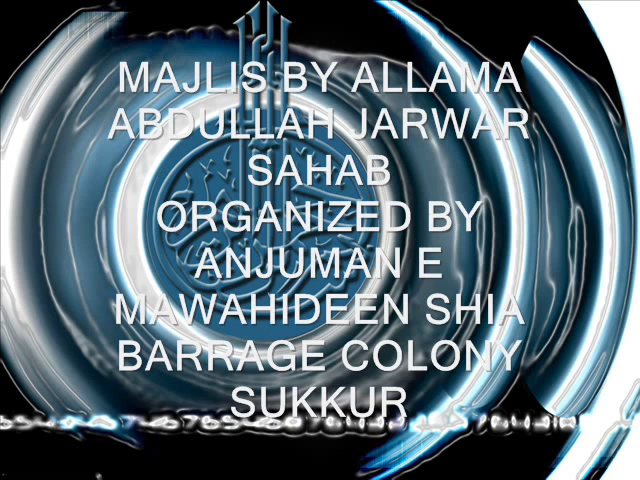 MAJLIS BY ALLAMA
ABDULLAH JARWAR
SAHAB
ORGANIZED BY
ANJUMAN E
MAWAHIDEEN SHIA
BARRAGE COLONY
SUKKUR